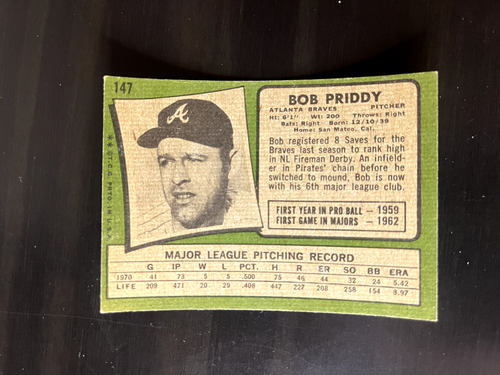 147
BOB PRIDDY
ATLANTA BRAVES PITCHER
Ht: 6'1" Wt: 200 Throws: Right
Bats: Right Born: 12/10/39
Home: San Mateo, Cal.
Bob registered 8 Saves for the
Braves last season to rank high
in NL Fireman Derby. An infield-
er in Pirates' chain before he
switched to mound, Bob is now
with his 6th major league club.
FIRST YEAR IN PRO BALL — 1959
FIRST GAME IN MAJORS — 1962
A
© T.C.G. PRTD. IN U.S.A.
MAJOR LEAGUE PITCHING RECORD
G IP W L PCT. H R ER SO BB ERA
1970 41 73 5 5 .500 75 46 44 32 24 5.42
LIFE 209 471 20 29 .408 447 227 208 258 154 3.97